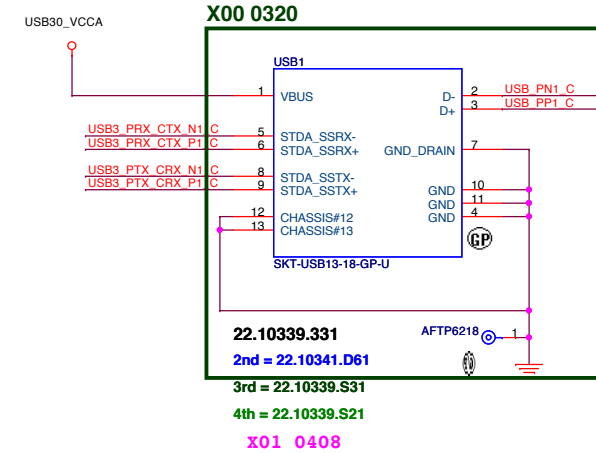 X00 0320
USB30_VCCA
USB1
1 VBUS
D- 2 USB_PN1_C
D+ 3 USB_PP1_C
USB3_PRX_CTX_N1_C 5 STDA_SSRX-
USB3_PRX_CTX_P1_C 6 STDA_SSRX+
GND_DRAIN 7
USB3_PTX_CRX_N1_C 8 STDA_SSTX-
USB3_PTX_CRX_P1_C 9 STDA_SSTX+
GND 10
GND 11
GND 4
12 CHASSIS#12
13 CHASSIS#13
GP
SKT-USB13-18-GP-U
22.10339.331
AFTP6218 1
2nd = 22.10341.D61
3rd = 22.10339.S31
4th = 22.10339.S21
X01 0408